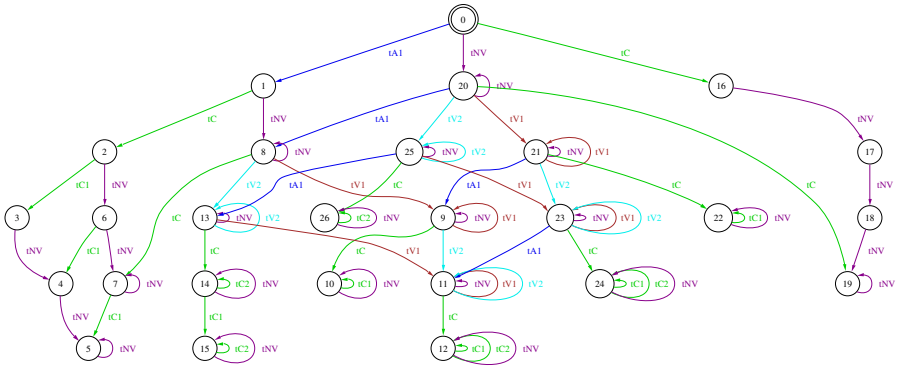 0
tA1 tNV tC
1 20 tNV 16
tC tNV tA1 tV2 tV1 tNV
2 8 tNV 25 tNV tV2 21 tNV tV1 17
tC1 tNV tC tV2 tV1 tA1 tC tV1 tA1 tV2 tC tC tNV
3 6 13 tNV tV2 26 tC2 tNV 9 tNV tV1 23 tNV tV1 tV2 22 tC1 tNV 18
tNV tC1 tNV tC tV1 tC tV2 tA1 tC tNV
4 7 tNV 14 tC2 tNV 10 tC1 tNV 11 tNV tV1 tV2 24 tC1 tC2 tNV 19 tNV
tNV tC1 tC1 tC
5 tNV 15 tC2 tNV 12 tC1 tC2 tNV